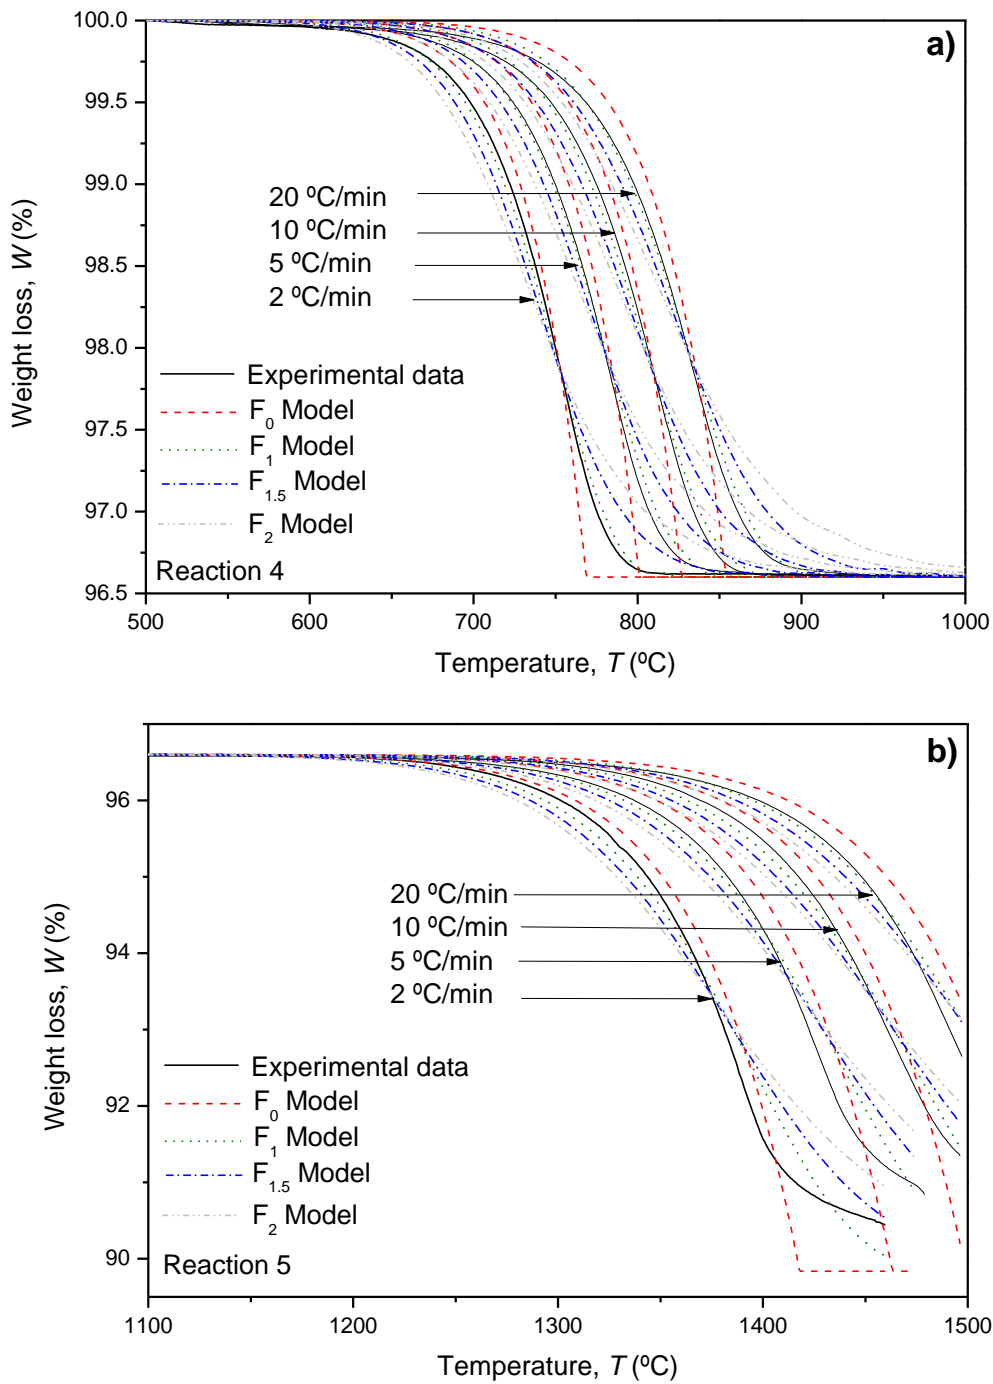 a)
100.0
99.5
99.0
98.5
98.0
97.5
97.0
96.5
Weight loss, W (%)
20 ºC/min
10 ºC/min
5 ºC/min
2 ºC/min
Experimental data
F0 Model
F1 Model
F1.5 Model
F2 Model
Reaction 4
500 600 700 800 900 1000
Temperature, T (ºC)
b)
96
94
92
90
Weight loss, W (%)
20 ºC/min
10 ºC/min
5 ºC/min
2 ºC/min
Experimental data
F0 Model
F1 Model
F1.5 Model
F2 Model
Reaction 5
1100 1200 1300 1400 1500
Temperature, T (ºC)